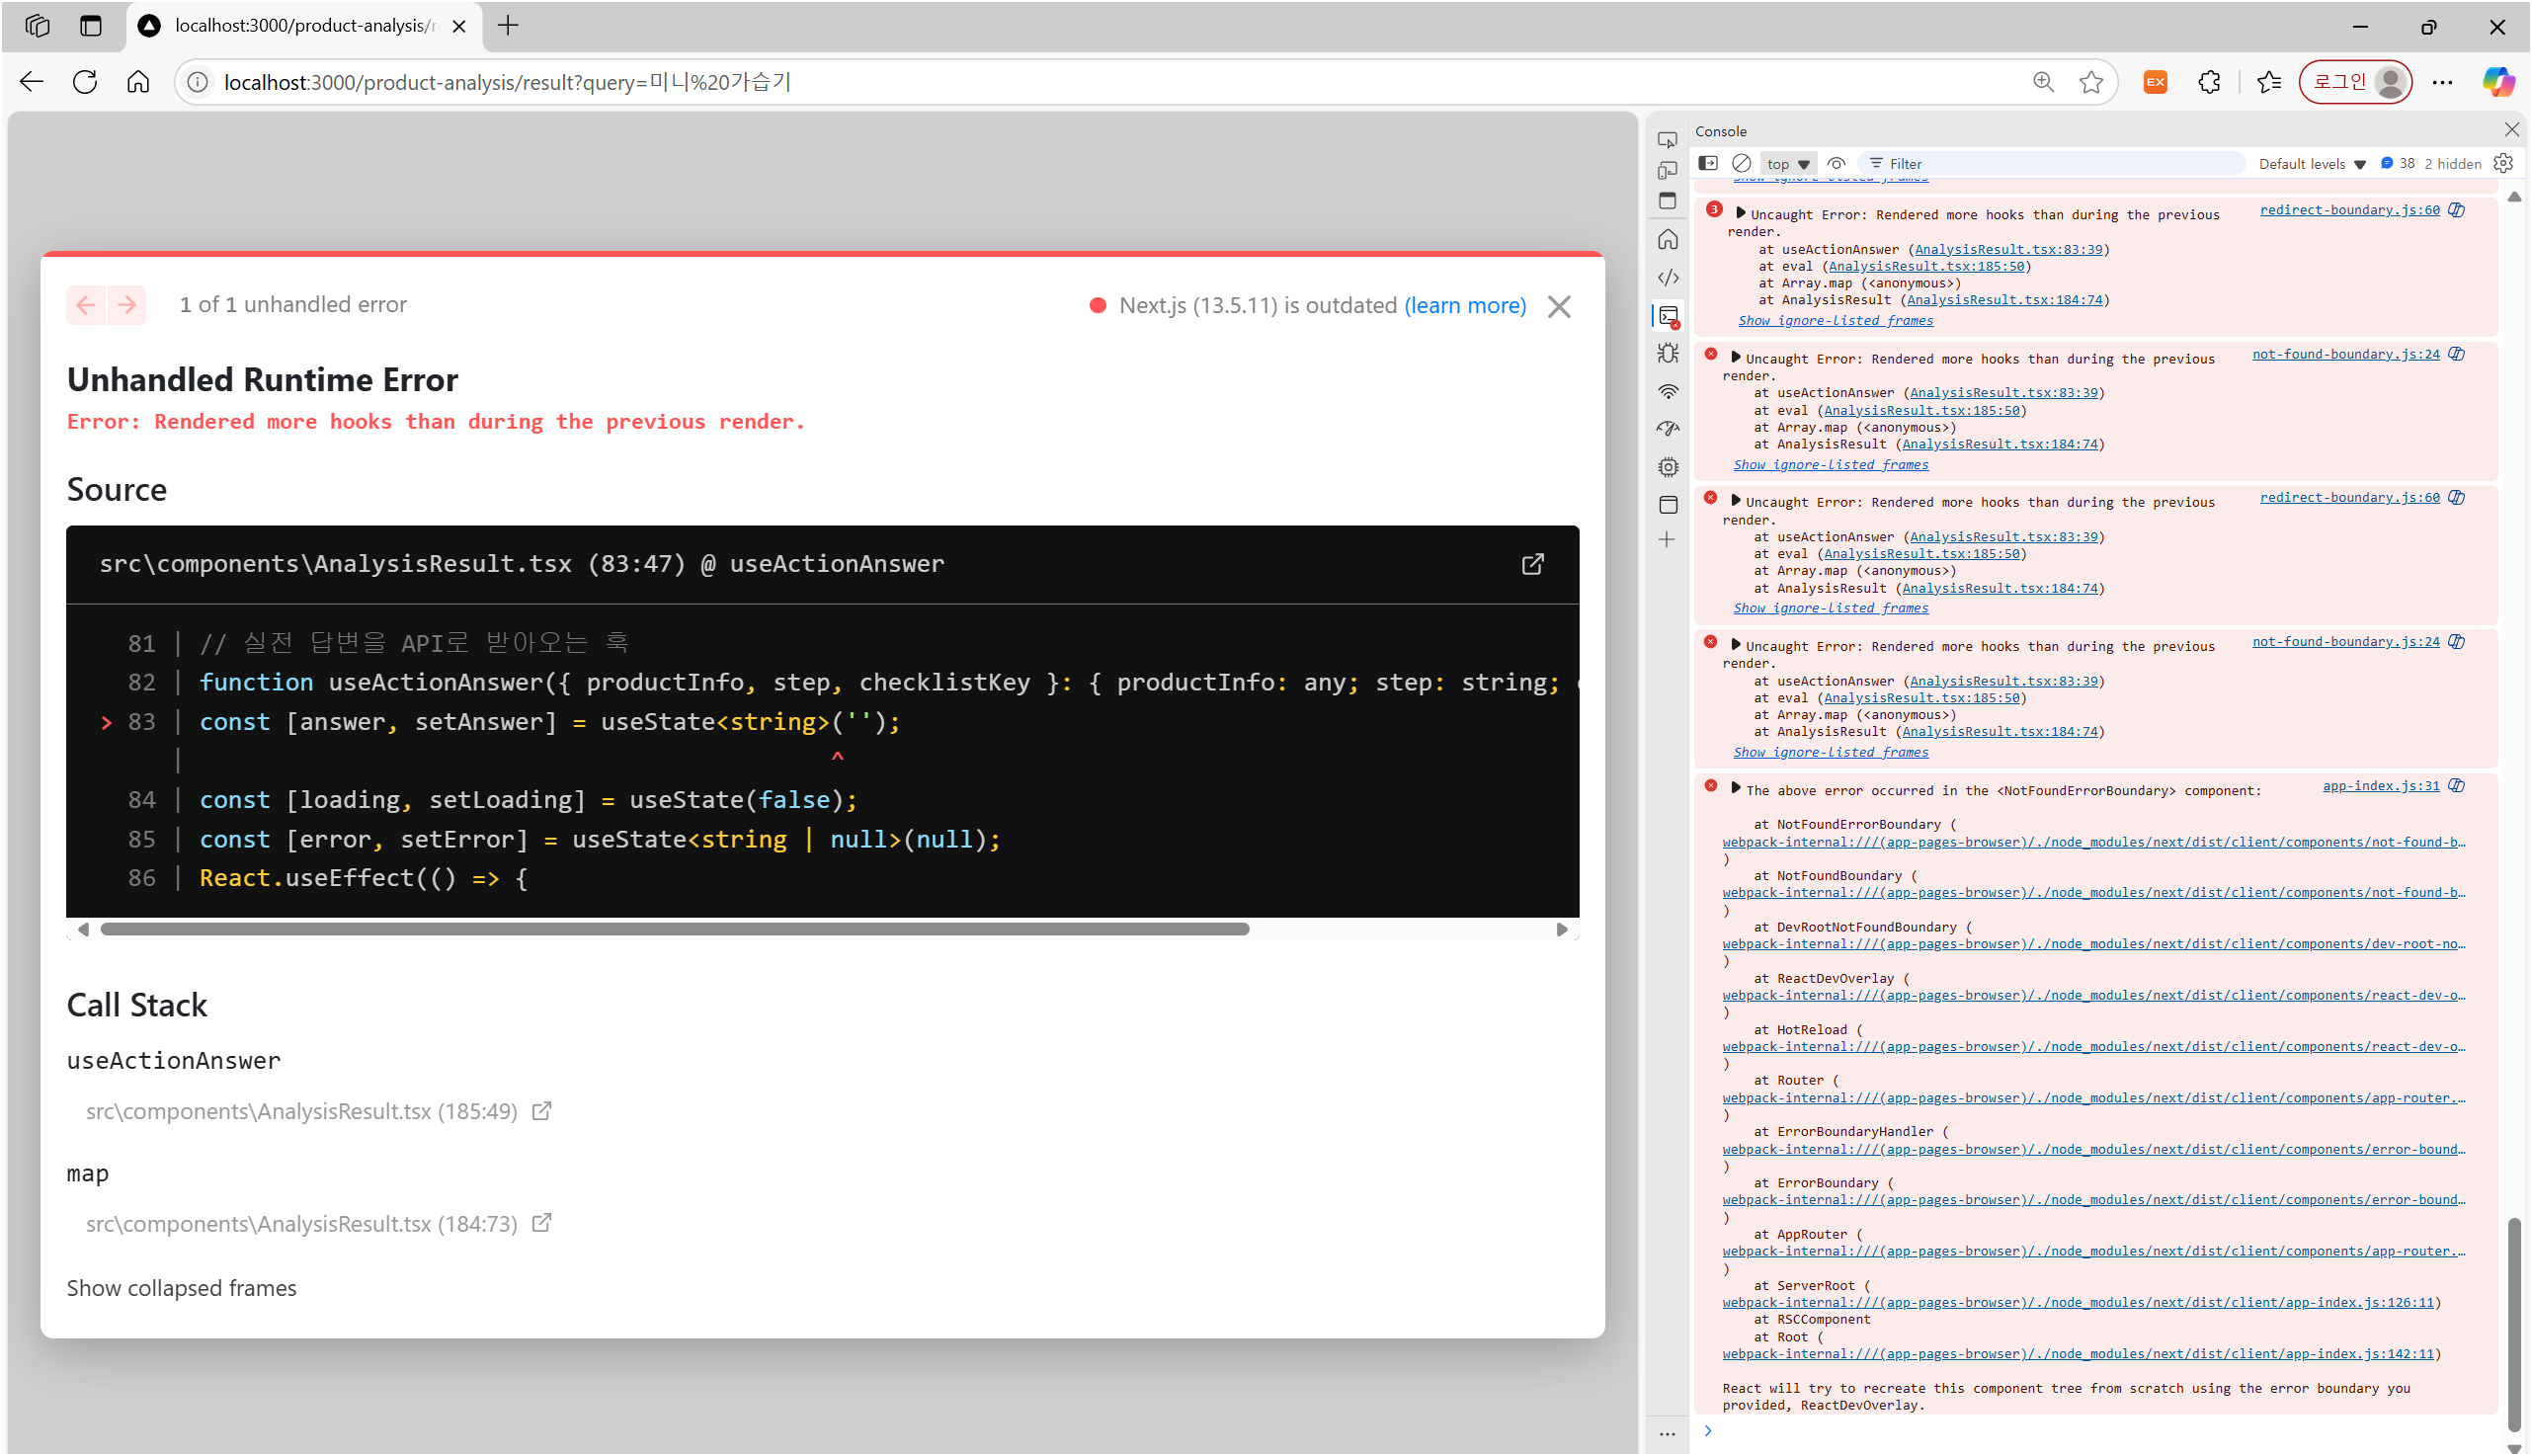 localhost:3000/product-analysis/r
localhost:3000/product-analysis/result?query=미니%20가습기
EX
로그인
1 of 1 unhandled error
Next.js (13.5.11) is outdated (learn more)
Unhandled Runtime Error
Error: Rendered more hooks than during the previous render.
Source
src\components\AnalysisResult.tsx (83:47) @ useActionAnswer
81 | // 실전 답변을 API로 받아오는 훅
82 | function useActionAnswer({ productInfo, step, checklistKey }: { productInfo: any; step: string;
> 83 | const [answer, setAnswer] = useState<string>('');
| ^
84 | const [loading, setLoading] = useState(false);
85 | const [error, setError] = useState<string | null>(null);
86 | React.useEffect(() => {
Call Stack
useActionAnswer
src\components\AnalysisResult.tsx (185:49)
map
src\components\AnalysisResult.tsx (184:73)
Show collapsed frames
Console
top
Filter
Default levels
38
2 hidden
Show ignore-listed frames
3 Uncaught Error: Rendered more hooks than during the previous redirect-boundary.js:60
render.
at useActionAnswer (AnalysisResult.tsx:83:39)
at eval (AnalysisResult.tsx:185:50)
at Array.map (<anonymous>)
at AnalysisResult (AnalysisResult.tsx:184:74)
Show ignore-listed frames
Uncaught Error: Rendered more hooks than during the previous not-found-boundary.js:24
render.
at useActionAnswer (AnalysisResult.tsx:83:39)
at eval (AnalysisResult.tsx:185:50)
at Array.map (<anonymous>)
at AnalysisResult (AnalysisResult.tsx:184:74)
Show ignore-listed frames
Uncaught Error: Rendered more hooks than during the previous redirect-boundary.js:60
render.
at useActionAnswer (AnalysisResult.tsx:83:39)
at eval (AnalysisResult.tsx:185:50)
at Array.map (<anonymous>)
at AnalysisResult (AnalysisResult.tsx:184:74)
Show ignore-listed frames
Uncaught Error: Rendered more hooks than during the previous not-found-boundary.js:24
render.
at useActionAnswer (AnalysisResult.tsx:83:39)
at eval (AnalysisResult.tsx:185:50)
at Array.map (<anonymous>)
at AnalysisResult (AnalysisResult.tsx:184:74)
Show ignore-listed frames
The above error occurred in the <NotFoundErrorBoundary> component: app-index.js:31
at NotFoundErrorBoundary (
webpack-internal:///(app-pages-browser)/./node_modules/next/dist/client/components/not-found-b…
)
at NotFoundBoundary (
webpack-internal:///(app-pages-browser)/./node_modules/next/dist/client/components/not-found-b…
)
at DevRootNotFoundBoundary (
webpack-internal:///(app-pages-browser)/./node_modules/next/dist/client/components/dev-root-no…
)
at ReactDevOverlay (
webpack-internal:///(app-pages-browser)/./node_modules/next/dist/client/components/react-dev-o…
)
at HotReload (
webpack-internal:///(app-pages-browser)/./node_modules/next/dist/client/components/react-dev-o…
)
at Router (
webpack-internal:///(app-pages-browser)/./node_modules/next/dist/client/components/app-router.…
)
at ErrorBoundaryHandler (
webpack-internal:///(app-pages-browser)/./node_modules/next/dist/client/components/error-bound…
)
at ErrorBoundary (
webpack-internal:///(app-pages-browser)/./node_modules/next/dist/client/components/error-bound…
)
at AppRouter (
webpack-internal:///(app-pages-browser)/./node_modules/next/dist/client/components/app-router.…
)
at ServerRoot (
webpack-internal:///(app-pages-browser)/./node_modules/next/dist/client/app-index.js:126:11)
at RSCComponent
at Root (
webpack-internal:///(app-pages-browser)/./node_modules/next/dist/client/app-index.js:142:11)
React will try to recreate this component tree from scratch using the error boundary you
provided, ReactDevOverlay.